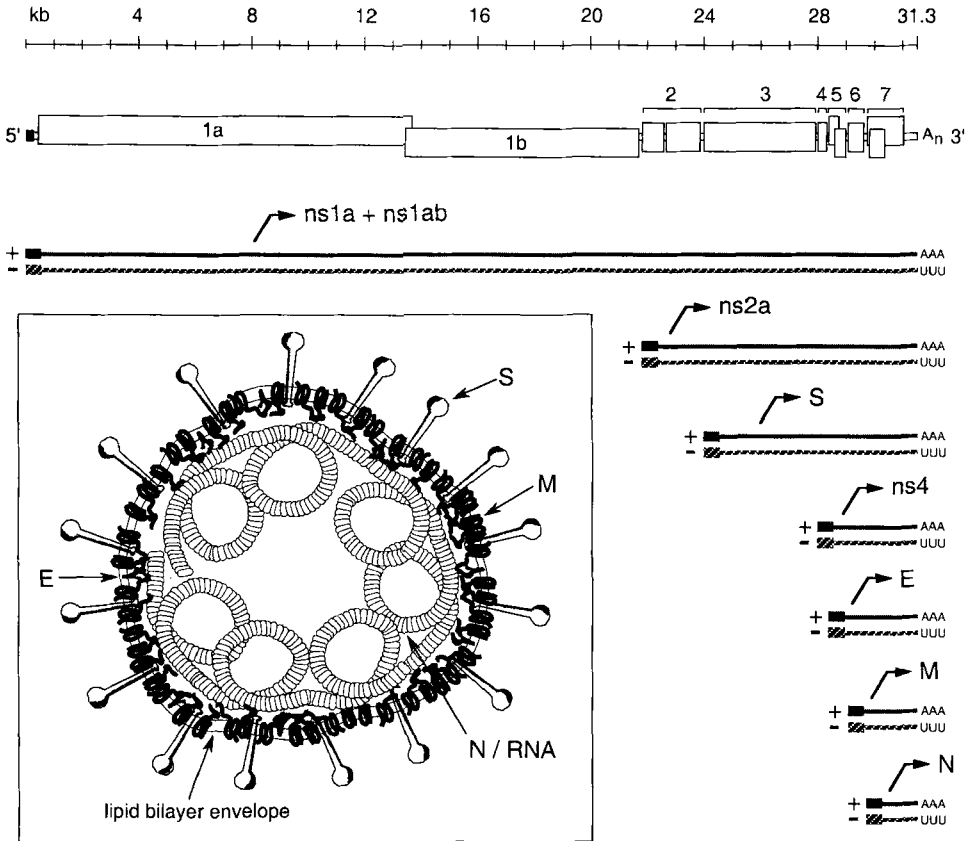 kb 4 8 12 16 20 24 28 31.3
2 3 4 5 6 7
5' 1a 1b An 3'
ns1a + ns1ab
+ AAA
- UUU
ns2a
+ AAA
- UUU
S
+ AAA
- UUU
ns4
+ AAA
- UUU
E
+ AAA
- UUU
M
+ AAA
- UUU
N
+ AAA
- UUU
S
M
E
N / RNA
lipid bilayer envelope